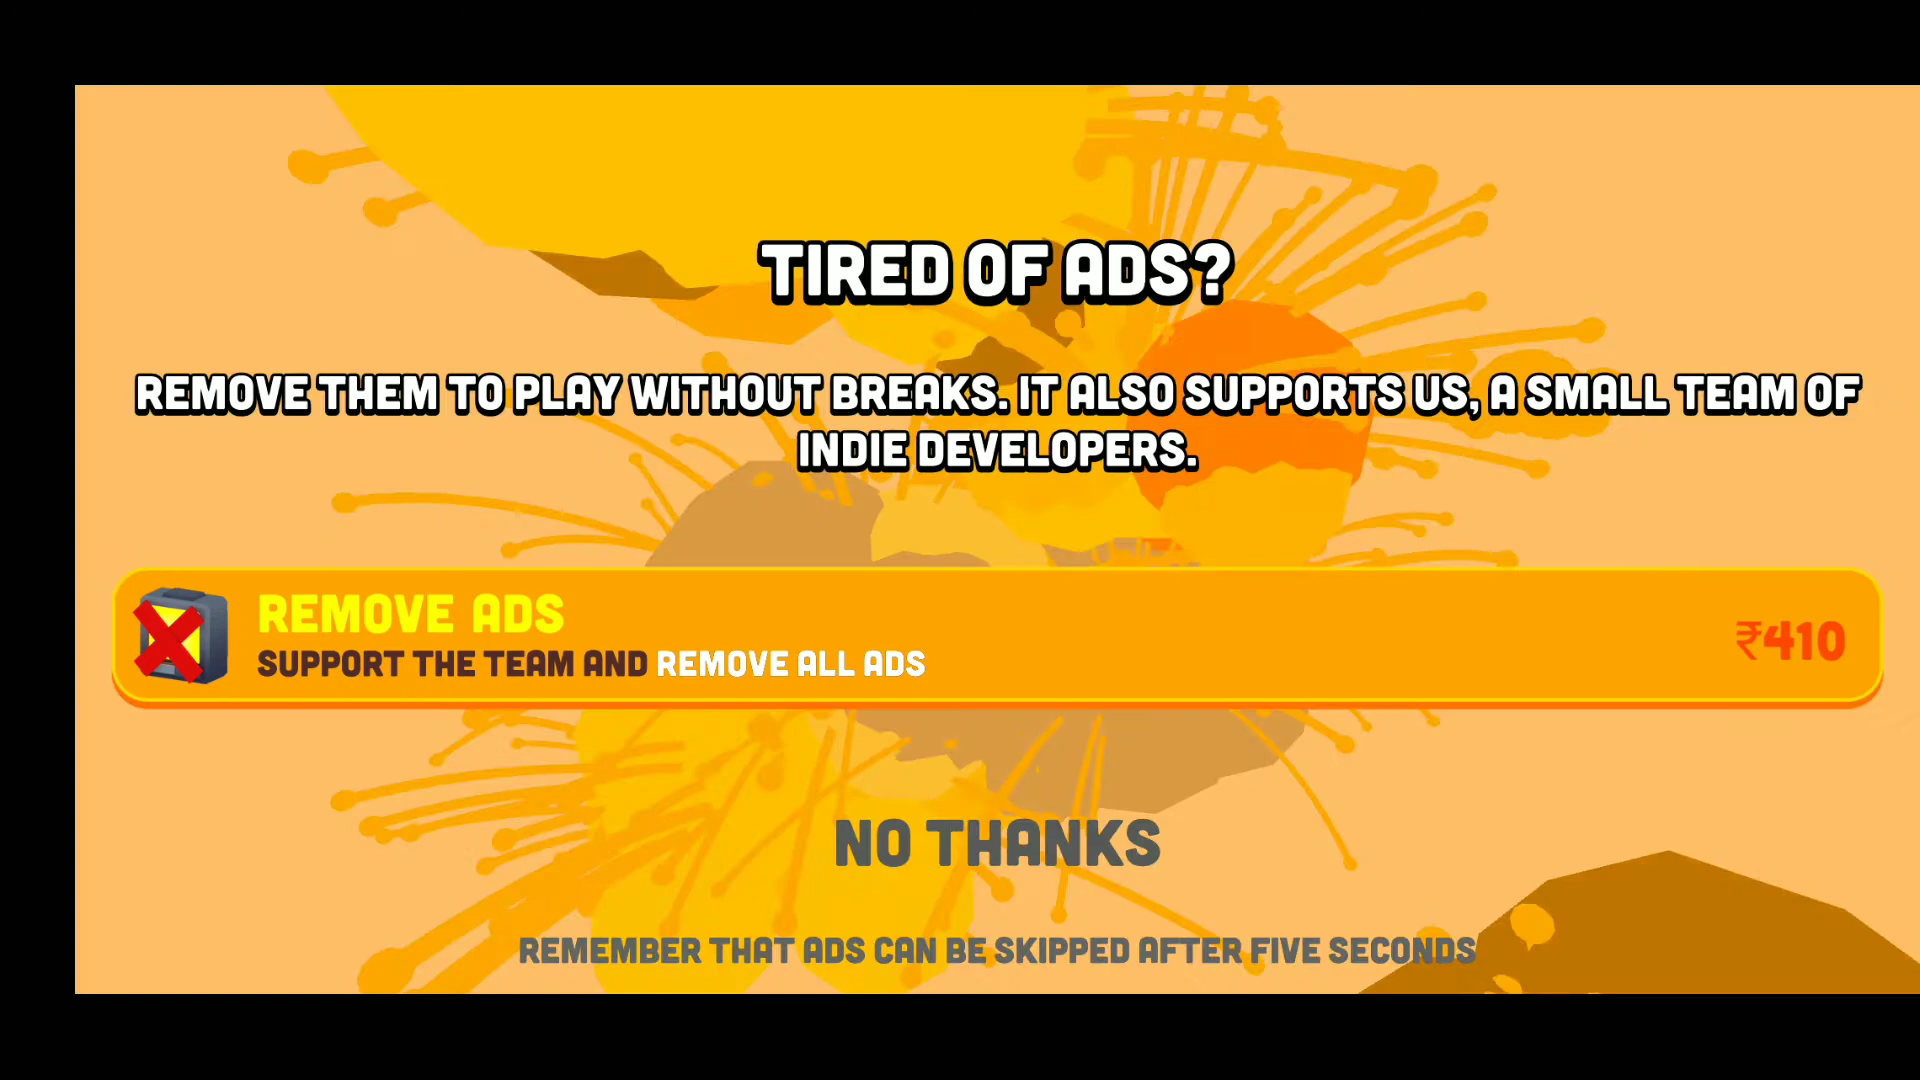 TIRED OF ADS?
REMOVE THEM TO PLAY WITHOUT BREAKS. IT ALSO SUPPORTS US, A SMALL TEAM OF
INDIE DEVELOPERS.
REMOVE ADS
SUPPORT THE TEAM AND REMOVE ALL ADS
₹410
NO THANKS
REMEMBER THAT ADS CAN BE SKIPPED AFTER FIVE SECONDS